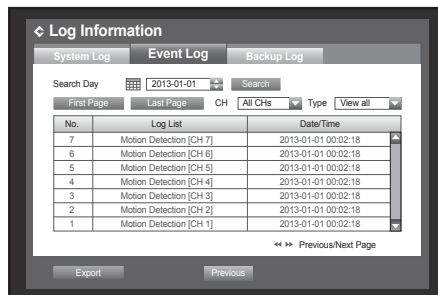 Log Information
System Log Event Log Backup Log
Search Day 2013-01-01 Search
First Page Last Page CH All CHs Type View all
No. Log List Date/Time
7 Motion Detection [CH 7] 2013-01-01 00:02:18
6 Motion Detection [CH 6] 2013-01-01 00:02:18
5 Motion Detection [CH 5] 2013-01-01 00:02:18
4 Motion Detection [CH 4] 2013-01-01 00:02:18
3 Motion Detection [CH 3] 2013-01-01 00:02:18
2 Motion Detection [CH 2] 2013-01-01 00:02:18
1 Motion Detection [CH 1] 2013-01-01 00:02:18
Previous/Next Page
Export Previous